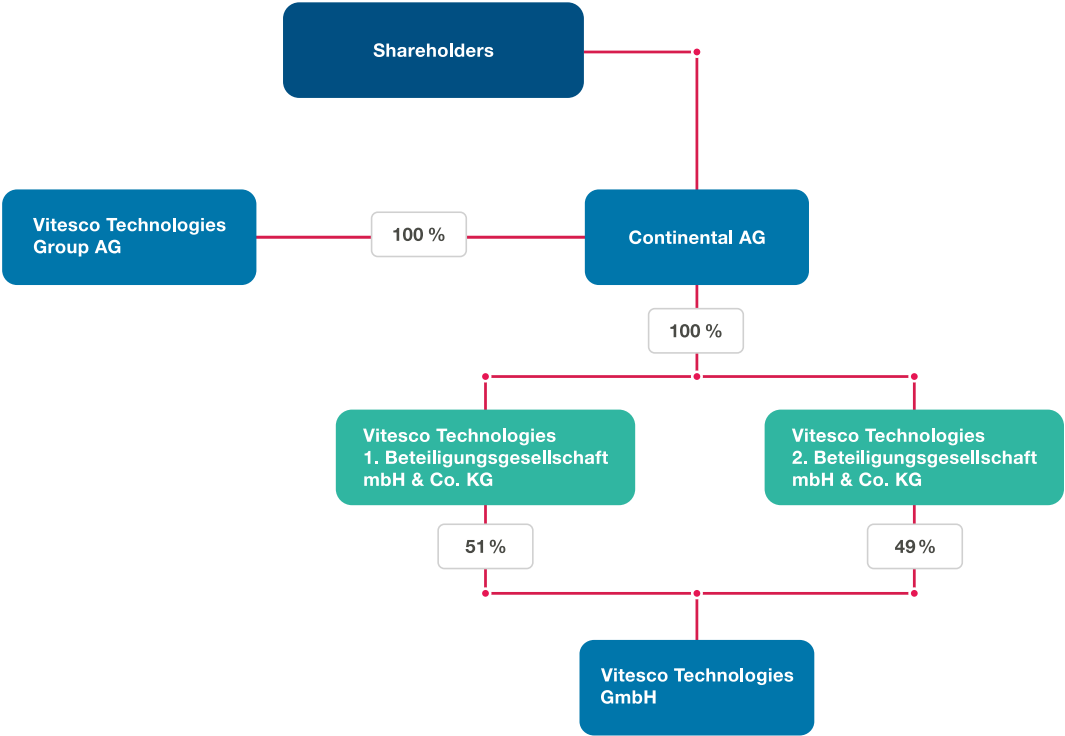 Shareholders
Vitesco Technologies
Group AG
100 %
Continental AG
100 %
Vitesco Technologies
1. Beteiligungsgesellschaft
mbH & Co. KG
Vitesco Technologies
2. Beteiligungsgesellschaft
mbH & Co. KG
51 %
49 %
Vitesco Technologies
GmbH